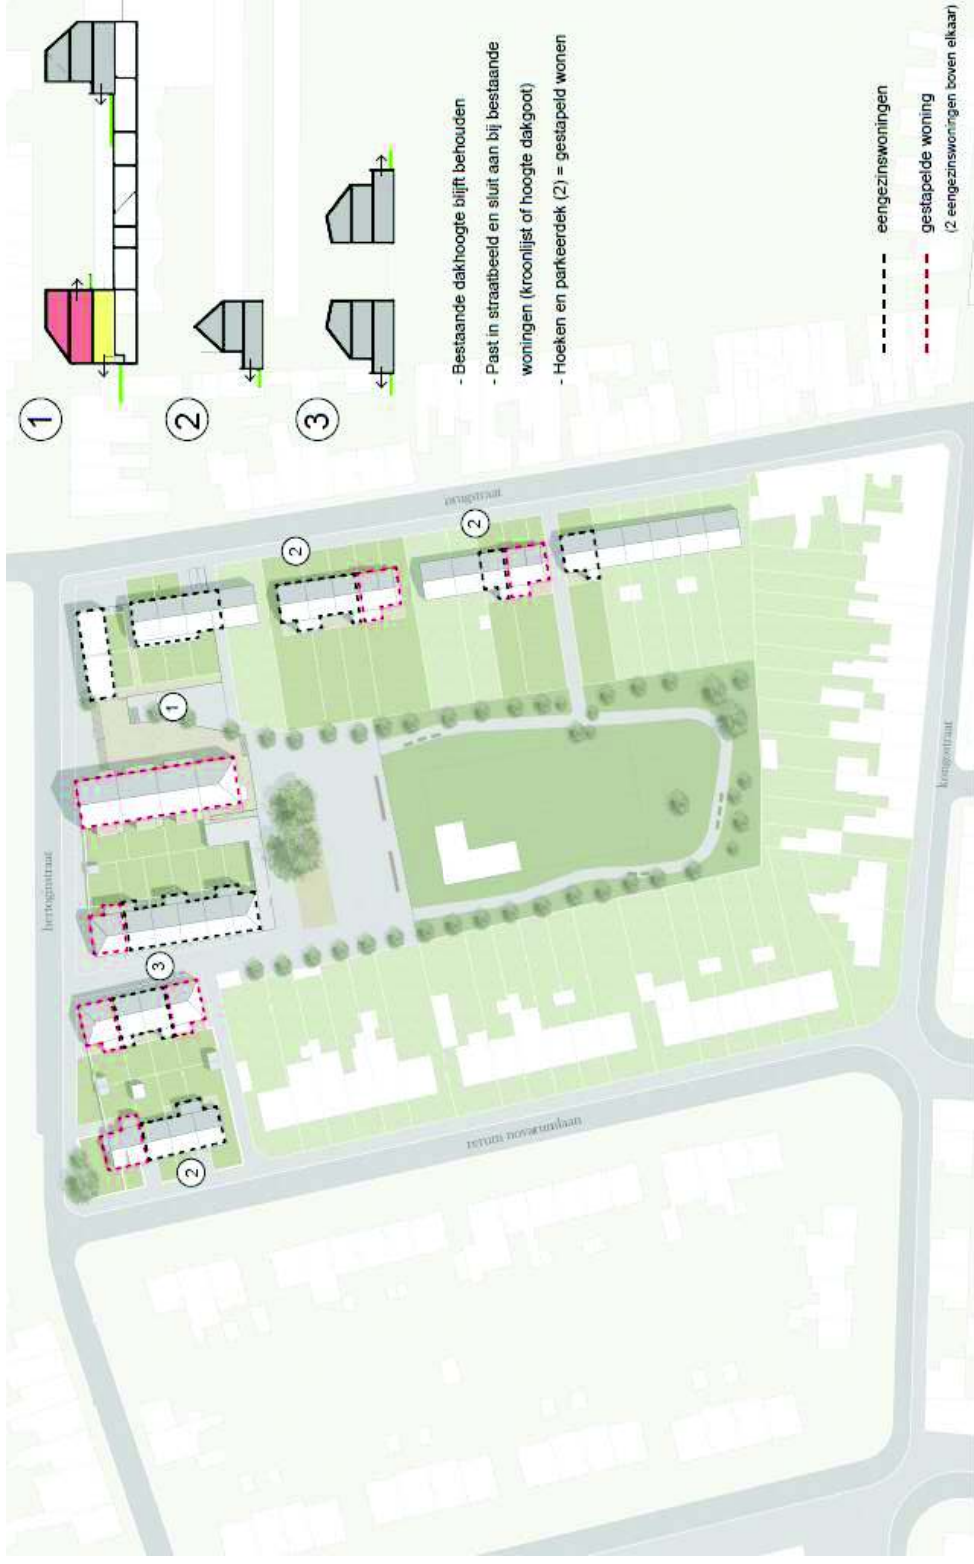 1
2
3
- Bestaande dakhoogte blijft behouden
- Past in straatbeeld en sluit aan bij bestaande
woningen (kroonlijst of hoogte dakgoot)
- Hoeken en parkeerdek (2) = gestapeld wonen
eengezinswoningen
gestapelde woning
(2 eengezinswoningen boven elkaar)
hertoginstraat
rerum novarumlaan
kongostraat
2
3
1
2
2